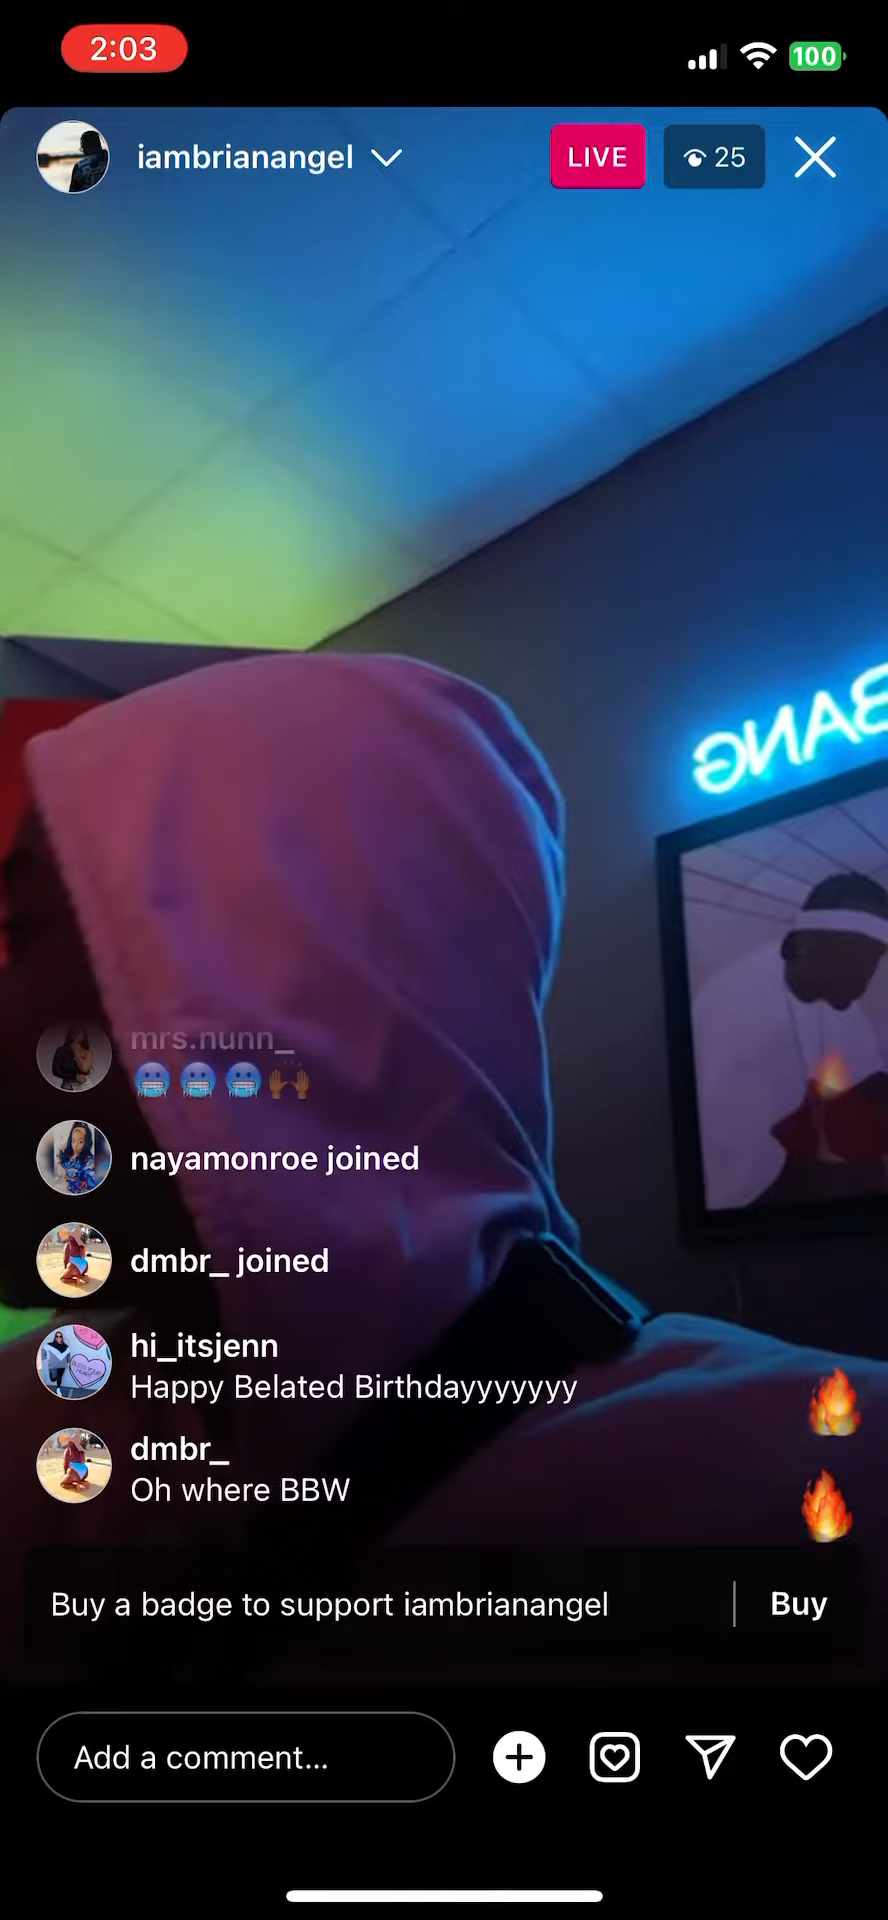 2:03
100
iambrianangel
LIVE
25
BANG
mrs.nunn_
🥶🥶🥶🙌🏾
nayamonroe joined
dmbr_ joined
hi_itsjenn
Happy Belated Birthdayyyyyyy
dmbr_
Oh where BBW
Buy a badge to support iambrianangel
Buy
Add a comment...